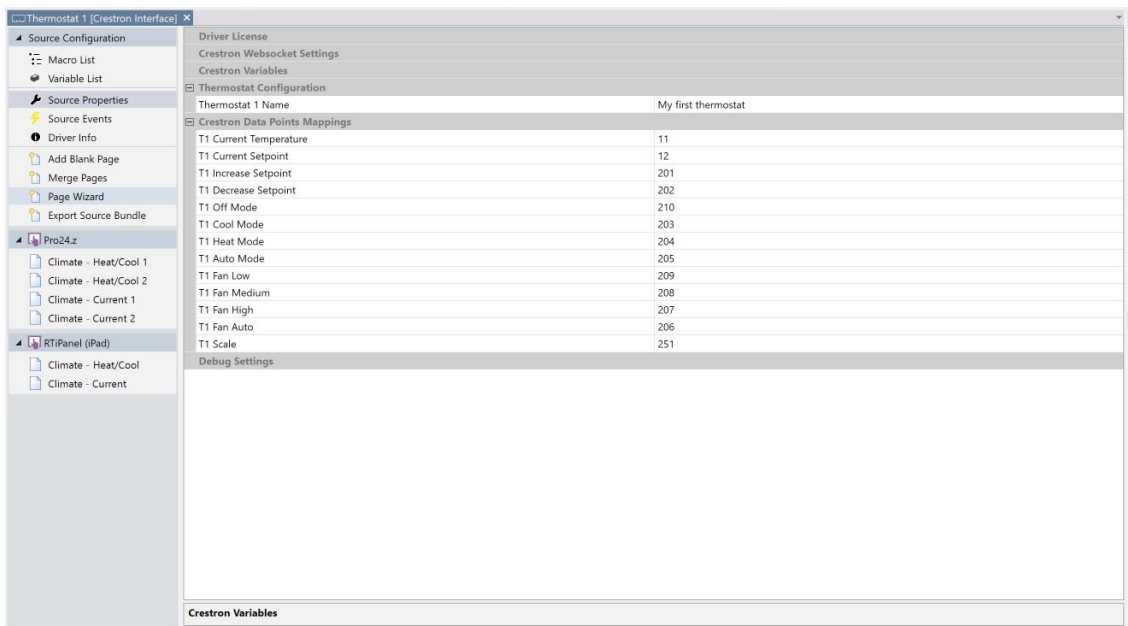 Thermostat 1 [Crestron Interface] ×
Source Configuration
Macro List
Variable List
Source Properties
Source Events
Driver Info
Add Blank Page
Merge Pages
Page Wizard
Export Source Bundle
Pro24.z
Climate - Heat/Cool 1
Climate - Heat/Cool 2
Climate - Current 1
Climate - Current 2
RTiPanel (iPad)
Climate - Heat/Cool
Climate - Current
Driver License
Crestron Websocket Settings
Crestron Variables
Thermostat Configuration
Thermostat 1 Name My first thermostat
Crestron Data Points Mappings
T1 Current Temperature 11
T1 Current Setpoint 12
T1 Increase Setpoint 201
T1 Decrease Setpoint 202
T1 Off Mode 210
T1 Cool Mode 203
T1 Heat Mode 204
T1 Auto Mode 205
T1 Fan Low 209
T1 Fan Medium 208
T1 Fan High 207
T1 Fan Auto 206
T1 Scale 251
Debug Settings
Crestron Variables